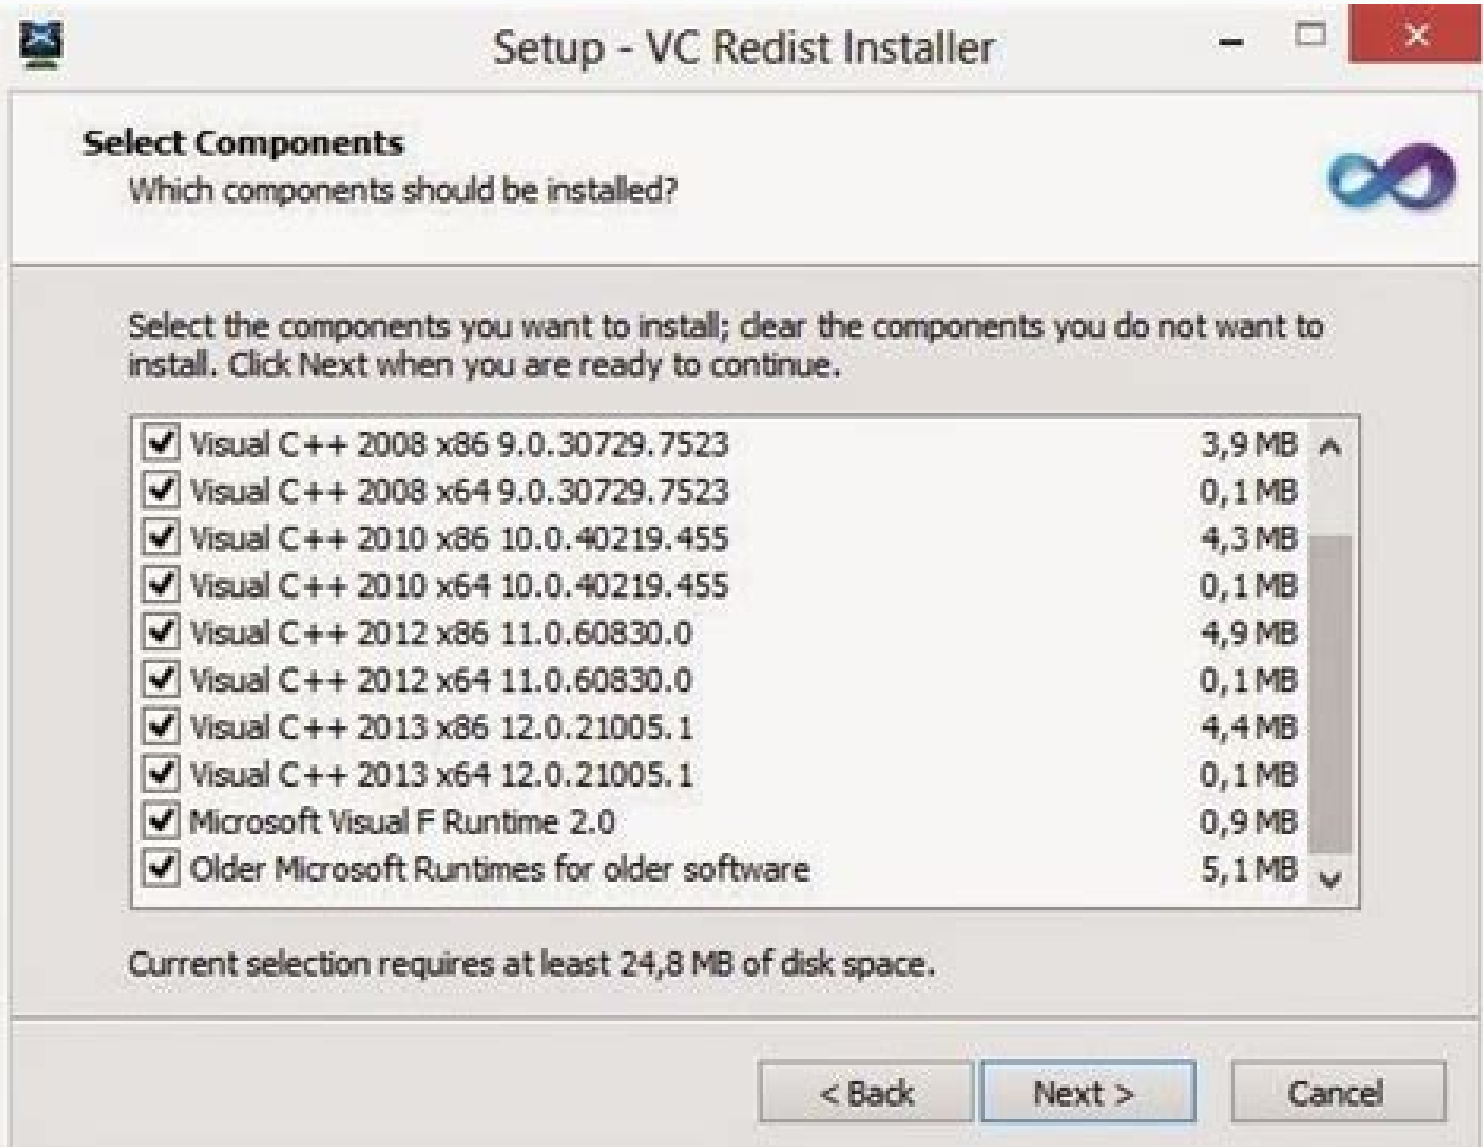 Setup - VC Redist Installer
Select Components
Which components should be installed?
Select the components you want to install; clear the components you do not want to
install. Click Next when you are ready to continue.
Visual C++ 2008 x86 9.0.30729.7523 3,9 MB
Visual C++ 2008 x64 9.0.30729.7523 0,1 MB
Visual C++ 2010 x86 10.0.40219.455 4,3 MB
Visual C++ 2010 x64 10.0.40219.455 0,1 MB
Visual C++ 2012 x86 11.0.60830.0 4,9 MB
Visual C++ 2012 x64 11.0.60830.0 0,1 MB
Visual C++ 2013 x86 12.0.21005.1 4,4 MB
Visual C++ 2013 x64 12.0.21005.1 0,1 MB
Microsoft Visual F Runtime 2.0 0,9 MB
Older Microsoft Runtimes for older software 5,1 MB
Current selection requires at least 24,8 MB of disk space.
< Back Next > Cancel